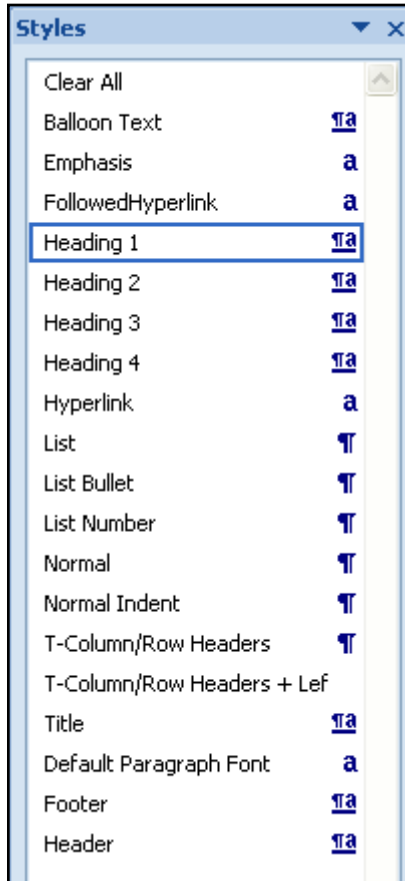 Styles
Clear All
Balloon Text ¶a
Emphasis a
FollowedHyperlink a
Heading 1 ¶a
Heading 2 ¶a
Heading 3 ¶a
Heading 4 ¶a
Hyperlink a
List ¶
List Bullet ¶
List Number ¶
Normal ¶
Normal Indent ¶
T-Column/Row Headers ¶
T-Column/Row Headers + Lef
Title ¶a
Default Paragraph Font a
Footer ¶a
Header ¶a